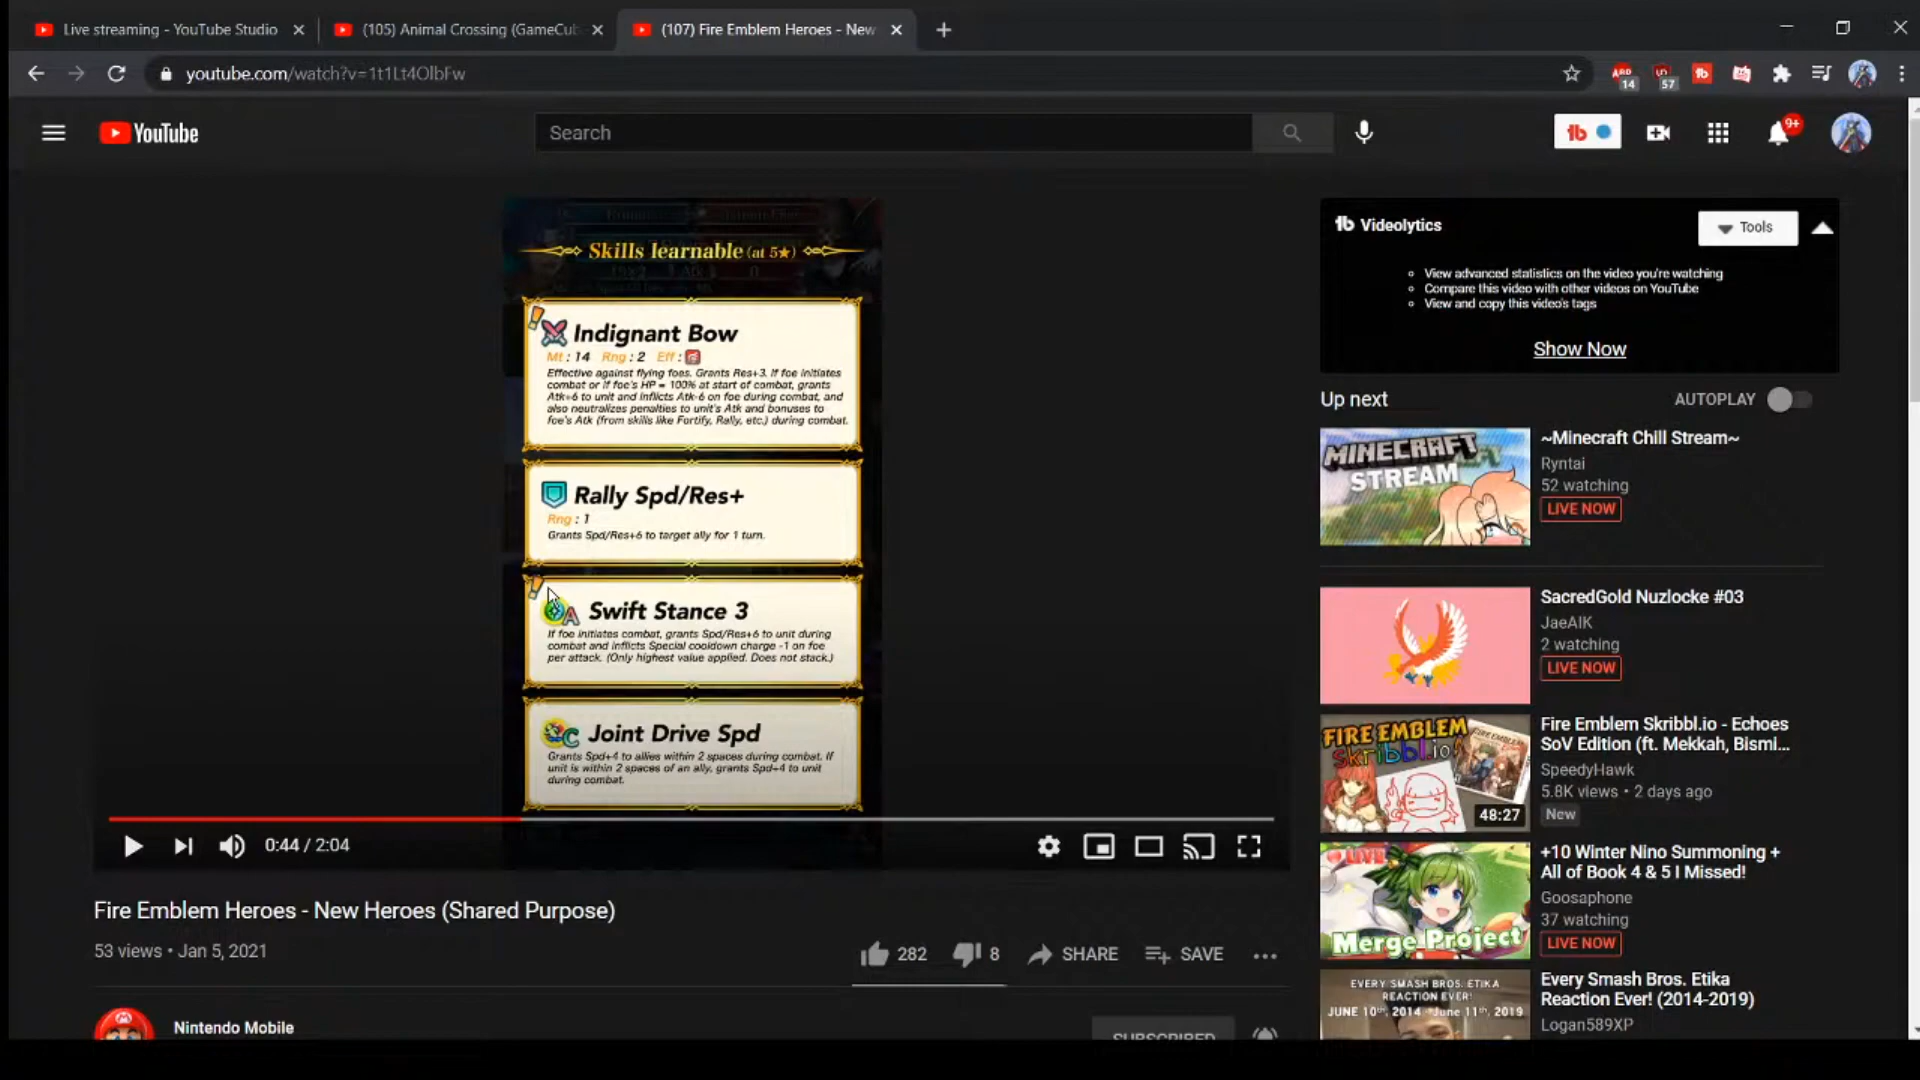 Live streaming - YouTube Studio
(105) Animal Crossing (GameCub
(107) Fire Emblem Heroes - New
youtube.com/watch?v=1t1Lt4OlbFw
14
57
YouTube
Search
9+
Skills learnable (at 5★)
Indignant Bow
Mt : 14 Rng : 2 Eff :
Effective against flying foes. Grants Res+3. If foe initiates
combat or if foe's HP = 100% at start of combat, grants
Atk+6 to unit and inflicts Atk-6 on foe during combat, and
also neutralizes penalties to unit's Atk and bonuses to
foe's Atk (from skills like Fortify, Rally, etc.) during combat.
Rally Spd/Res+
Rng : 1
Grants Spd/Res+6 to target ally for 1 turn.
A
Swift Stance 3
If foe initiates combat, grants Spd/Res+6 to unit during
combat and inflicts Special cooldown charge -1 on foe
per attack. (Only highest value applied. Does not stack.)
C
Joint Drive Spd
Grants Spd+4 to allies within 2 spaces during combat. If
unit is within 2 spaces of an ally, grants Spd+4 to unit
during combat.
0:44 / 2:04
Fire Emblem Heroes - New Heroes (Shared Purpose)
53 views • Jan 5, 2021
282
8
SHARE
SAVE
Nintendo Mobile
SUBSCRIBED
Videolytics
Tools
View advanced statistics on the video you're watching
Compare this video with other videos on YouTube
View and copy this video's tags
Show Now
Up next
AUTOPLAY
MINECRAFT
STREAM
~Minecraft Chill Stream~
Ryntai
52 watching
LIVE NOW
SacredGold Nuzlocke #03
JaeAIK
2 watching
LIVE NOW
FIRE EMBLEM
Skribbl.io
48:27
Fire Emblem Skribbl.io - Echoes
SoV Edition (ft. Mekkah, Bismi...
SpeedyHawk
5.8K views • 2 days ago
New
LIVE
Merge Project
+10 Winter Nino Summoning +
All of Book 4 & 5 I Missed!
Goosaphone
37 watching
LIVE NOW
EVERY SMASH BROS. ETIKA
REACTION EVER!
JUNE 10th, 2014 - June 11th, 2019
Every Smash Bros. Etika
Reaction Ever! (2014-2019)
Logan589XP